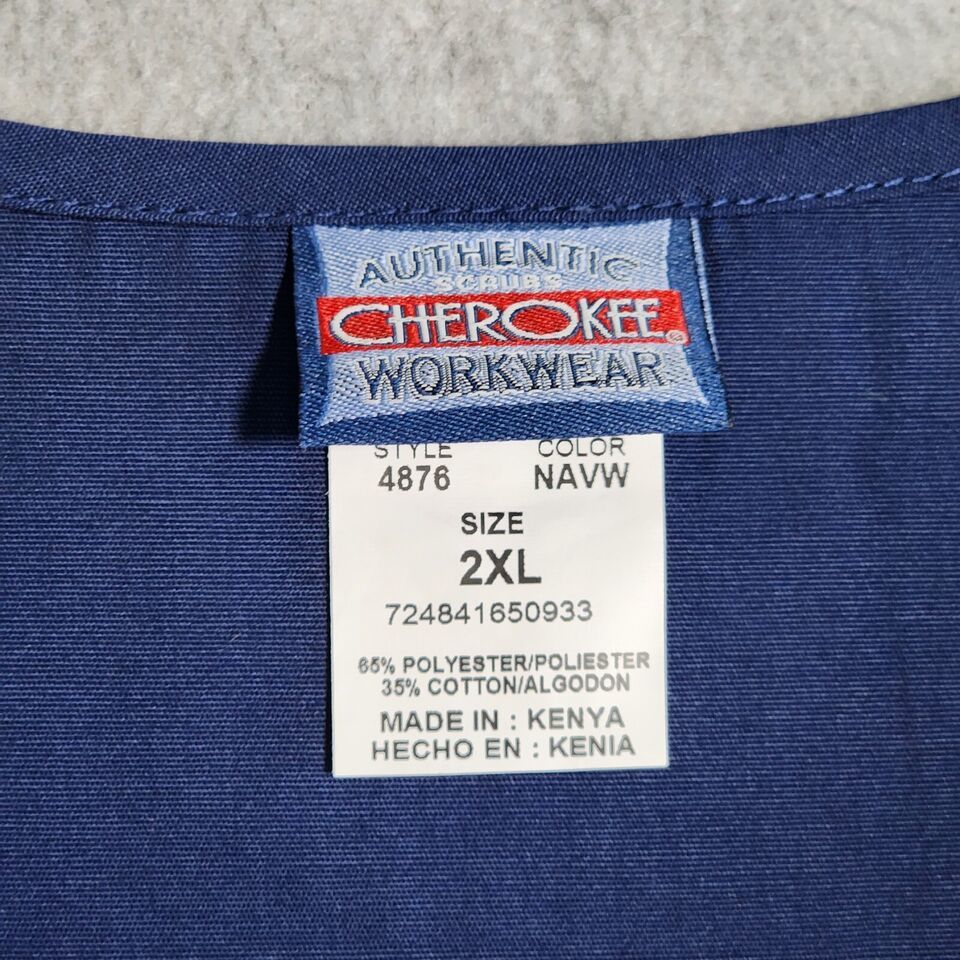 AUTHENTIC
SCRUBS
CHEROKEE®
WORKWEAR
STYLE COLOR
4876 NAVW
SIZE
2XL
724841650933
65% POLYESTER/POLIESTER
35% COTTON/ALGODON
MADE IN : KENYA
HECHO EN : KENIA